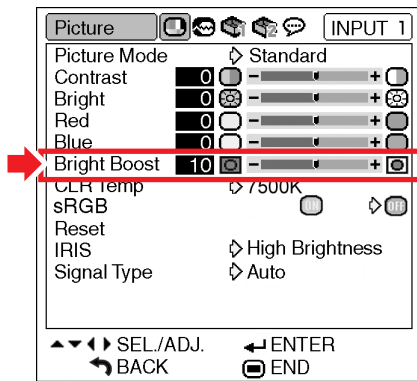 Picture INPUT 1
Picture Mode Standard
Contrast 0 - +
Bright 0 - +
Red 0 - +
Blue 0 - +
Bright Boost 10 - +
CLR Temp 7500K
sRGB ON OFF
Reset
IRIS High Brightness
Signal Type Auto
SEL./ADJ. ENTER
BACK END